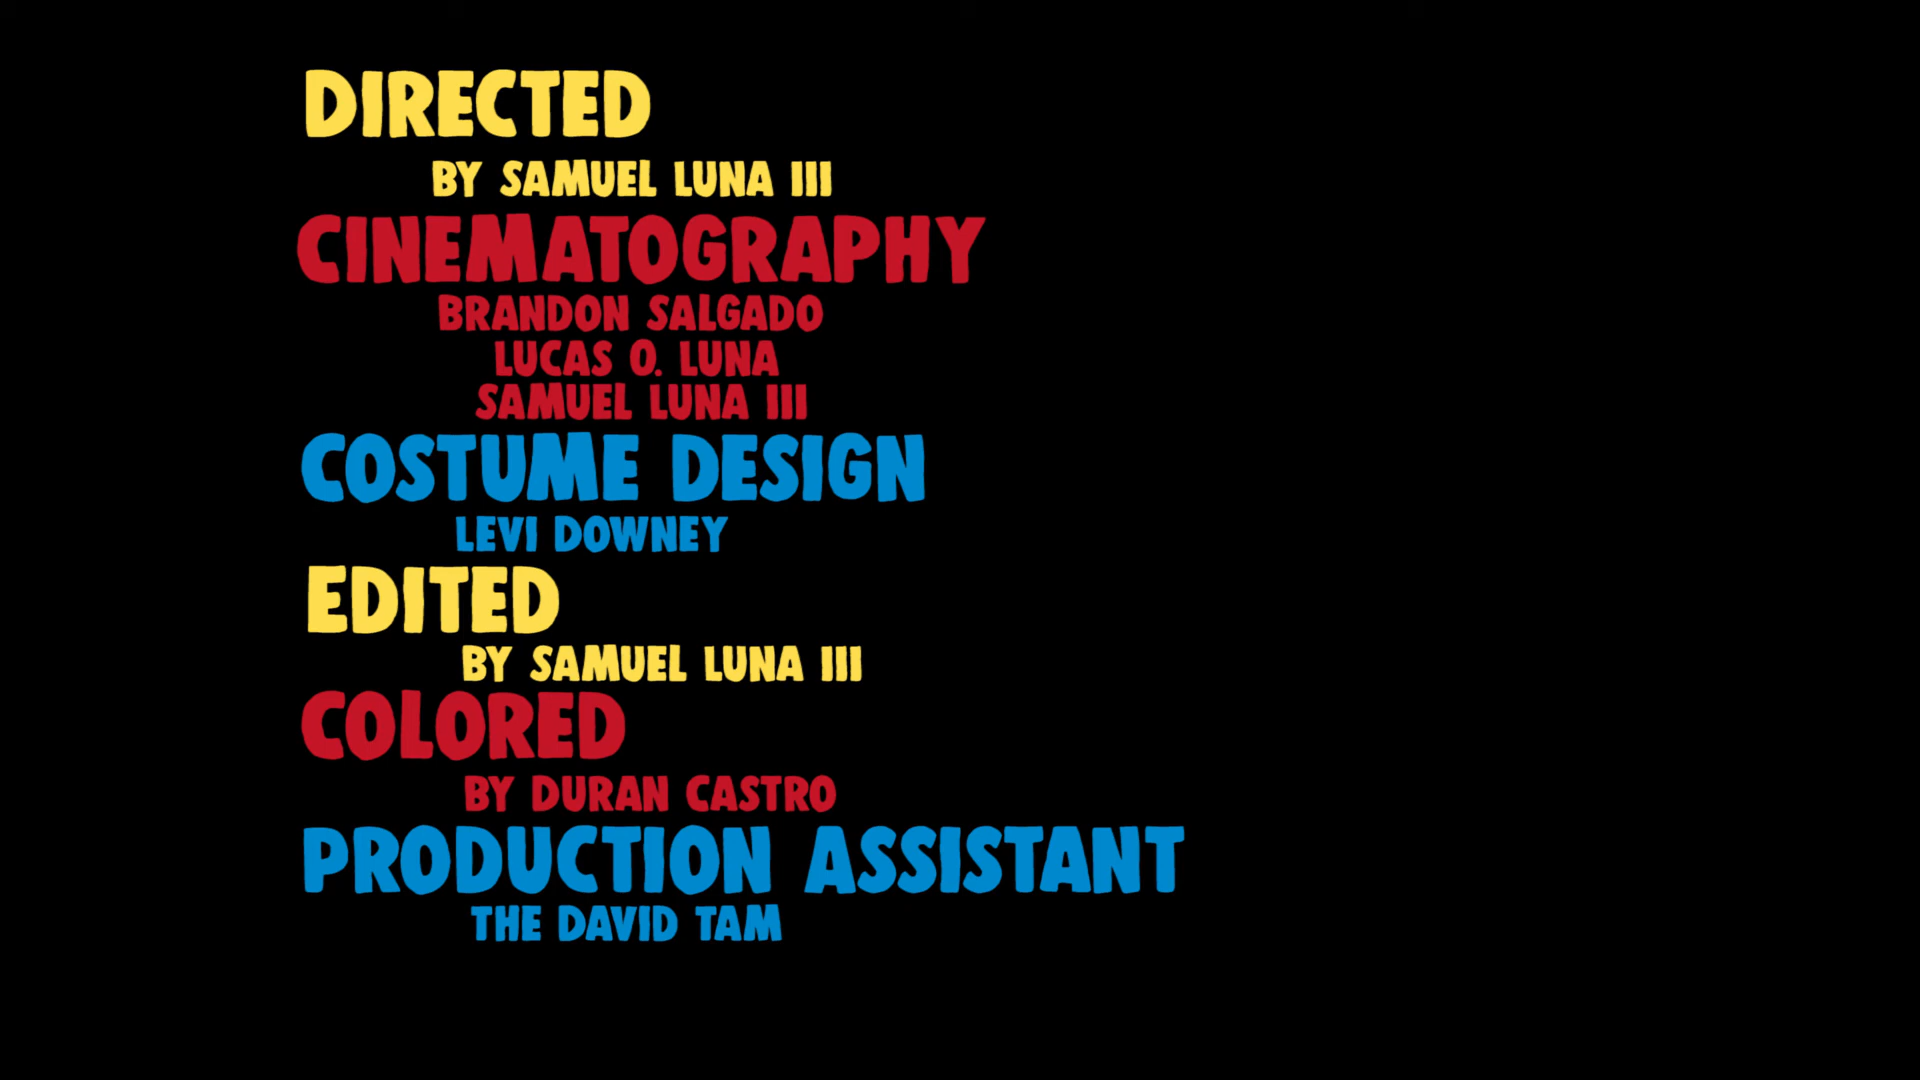 DIRECTED
BY SAMUEL LUNA III
CINEMATOGRAPHY
BRANDON SALGADO
LUCAS O. LUNA
SAMUEL LUNA III
COSTUME DESIGN
LEVI DOWNEY
EDITED
BY SAMUEL LUNA III
COLORED
BY DURAN CASTRO
PRODUCTION ASSISTANT
THE DAVID TAM